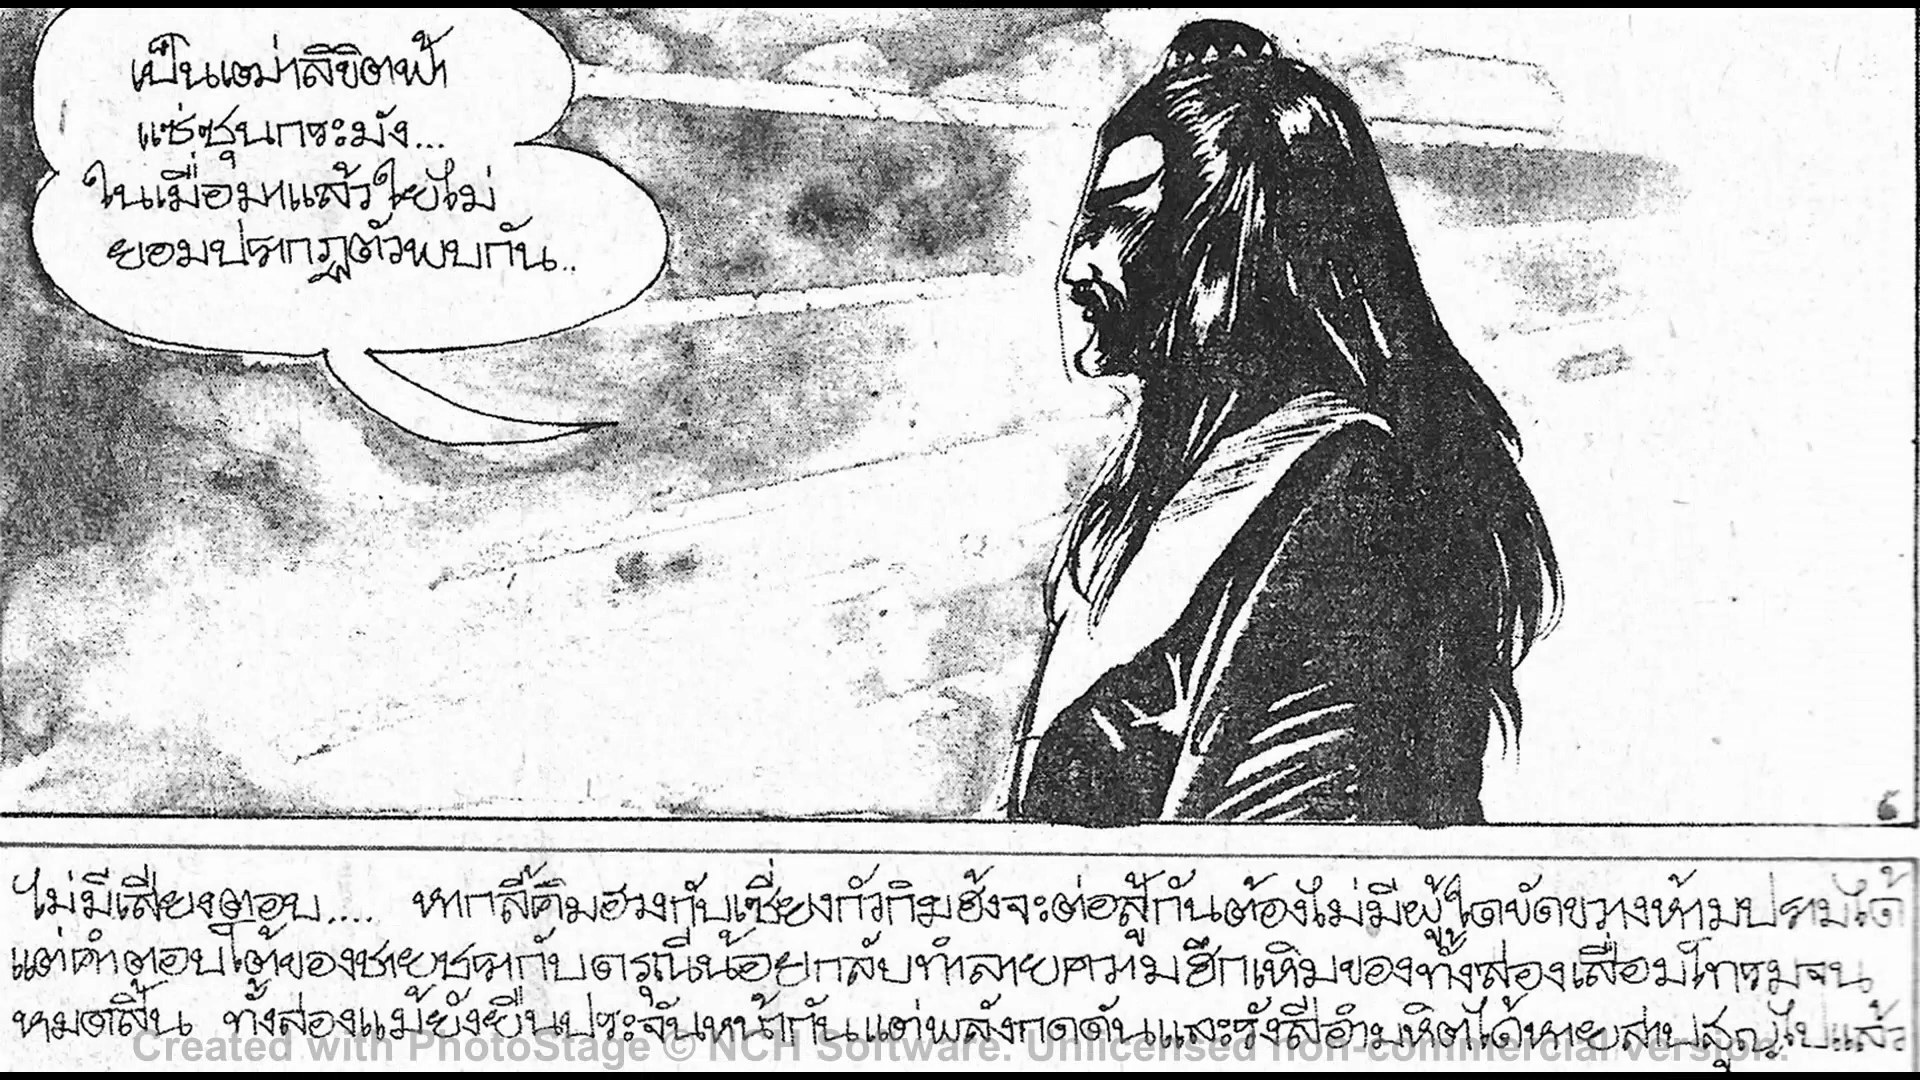 เป็นเฒ่าลิขิตฟ้า
แซ่ซุนกระมัง...
ในเมื่อมาแล้วใยไม่
ยอมปรากฏตัวพบกัน..
6
ไม่มีเสียงตอบ.... หากลี้คิมฮวงกับเซี่ยงกัวกิมฮ้งจะต่อสู้กันต้องไม่มีผู้ใดขัดขวางห้ามปรามได้
แต่คำตอบโต้ของชายชรากับดรุณีน้อยกลับทำลายความฮึกเหิมของทั้งสองเสื่อมโทรมจน
หมดสิ้น ทั้งสองแม้ยังยืนประจันหน้ากันแต่พลังกดดันและรังสีอำมหิตได้หายสาบสูญไปแล้ว
Created with PhotoStage © NCH Software. Unlicensed non-commercial version.